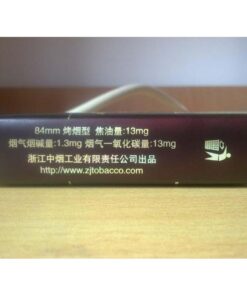 84mm 烤烟型 焦油量:13mg
烟气烟碱量:1.3mg 烟气一氧化碳量:13mg
浙江中烟工业有限责任公司出品
http://www.zjtobacco.com